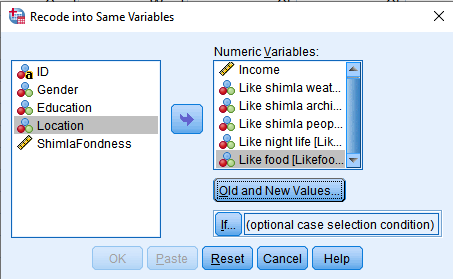 Recode into Same Variables
ID
Gender
Education
Location
ShimlaFondness
Numeric Variables:
Income
Like shimla weat...
Like shimla archi...
Like shimla peop...
Like night life [Lik...
Like food [Likefoo...
Old and New Values...
If... (optional case selection condition)
OK Paste Reset Cancel Help